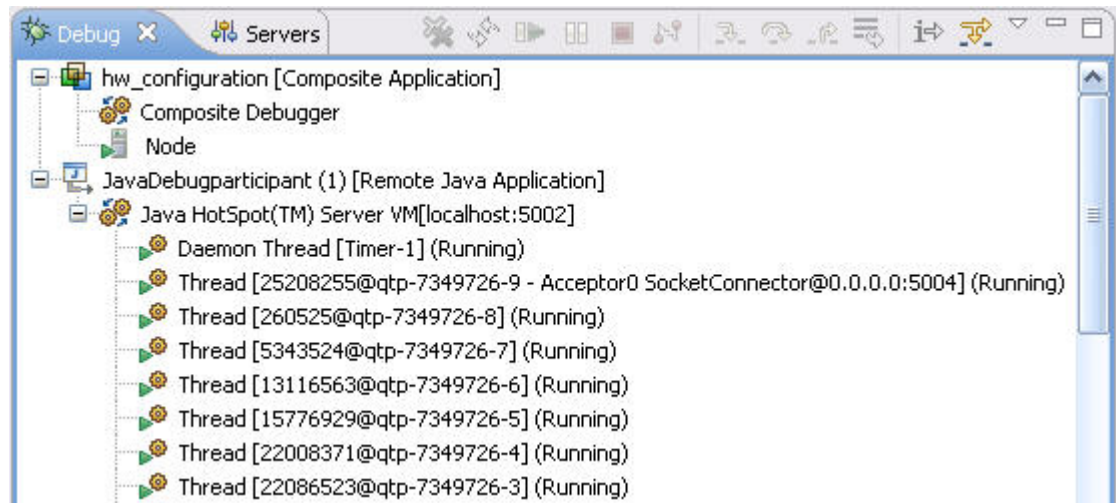 Debug Servers
hw_configuration [Composite Application]
Composite Debugger
Node
JavaDebugparticipant (1) [Remote Java Application]
Java HotSpot(TM) Server VM[localhost:5002]
Daemon Thread [Timer-1] (Running)
Thread [25208255@qtp-7349726-9 - Acceptor0 SocketConnector@0.0.0.0:5004] (Running)
Thread [260525@qtp-7349726-8] (Running)
Thread [5343524@qtp-7349726-7] (Running)
Thread [13116563@qtp-7349726-6] (Running)
Thread [15776929@qtp-7349726-5] (Running)
Thread [22008371@qtp-7349726-4] (Running)
Thread [22086523@qtp-7349726-3] (Running)